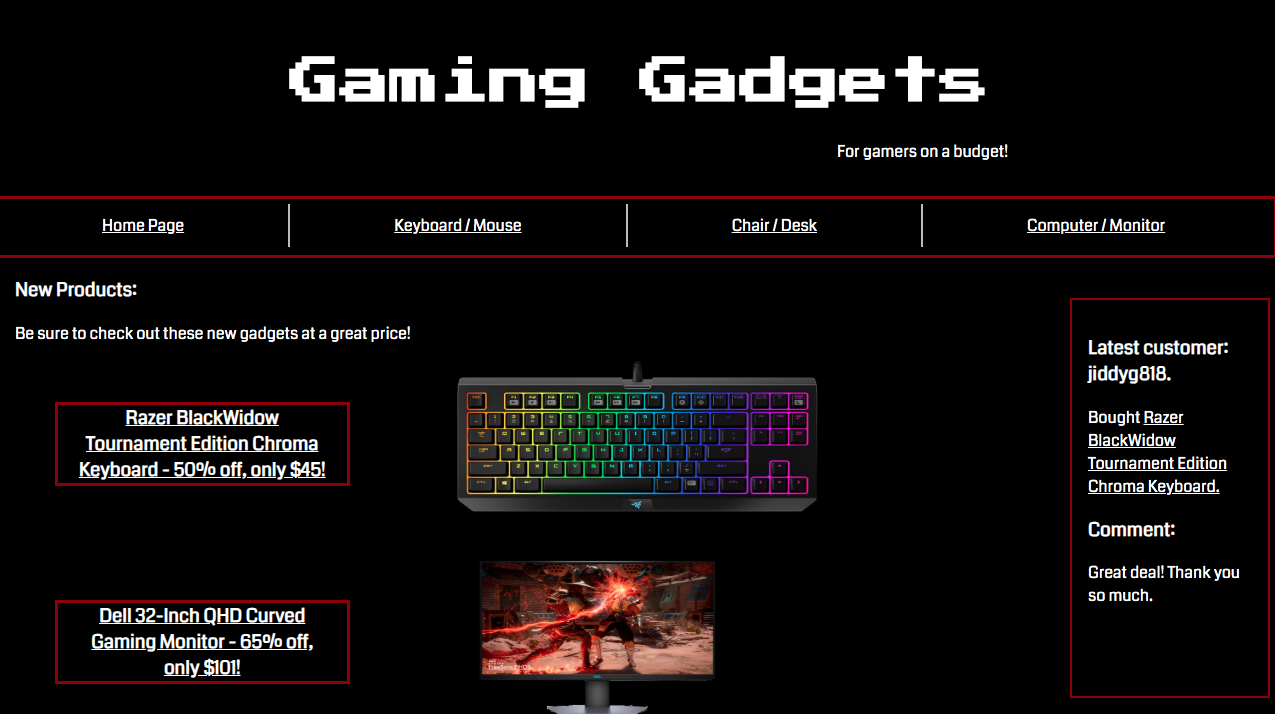 Gaming Gadgets
For gamers on a budget!
Home Page
Keyboard / Mouse
Chair / Desk
Computer / Monitor
New Products:
Be sure to check out these new gadgets at a great price!
Razer BlackWidow
Tournament Edition Chroma
Keyboard - 50% off, only $45!
Dell 32-Inch QHD Curved
Gaming Monitor - 65% off,
only $101!
Latest customer:
jiddyg818.
Bought Razer
BlackWidow
Tournament Edition
Chroma Keyboard.
Comment:
Great deal! Thank you
so much.